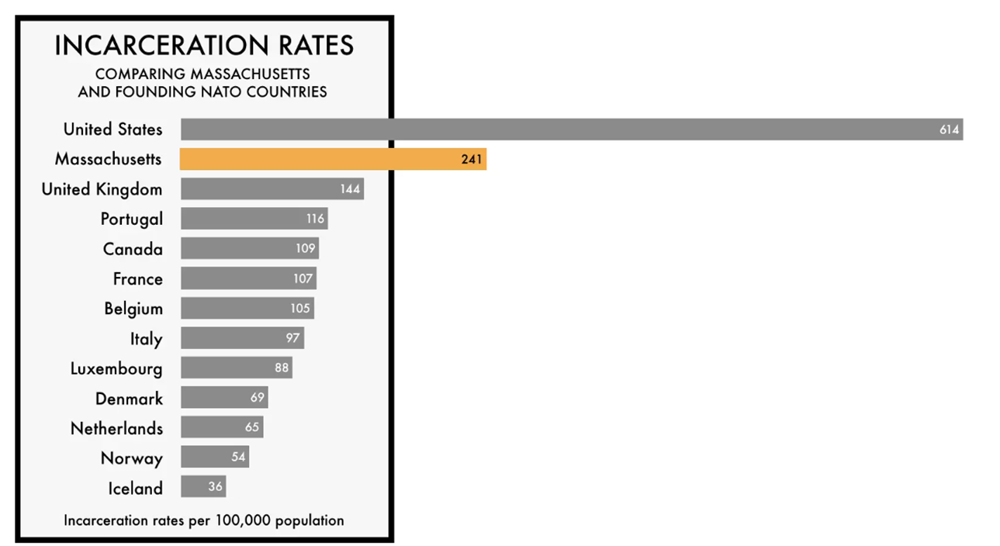 INCARCERATION RATES
COMPARING MASSACHUSETTS
AND FOUNDING NATO COUNTRIES
United States 614
Massachusetts 241
United Kingdom 144
Portugal 116
Canada 109
France 107
Belgium 105
Italy 97
Luxembourg 88
Denmark 69
Netherlands 65
Norway 54
Iceland 36
Incarceration rates per 100,000 population